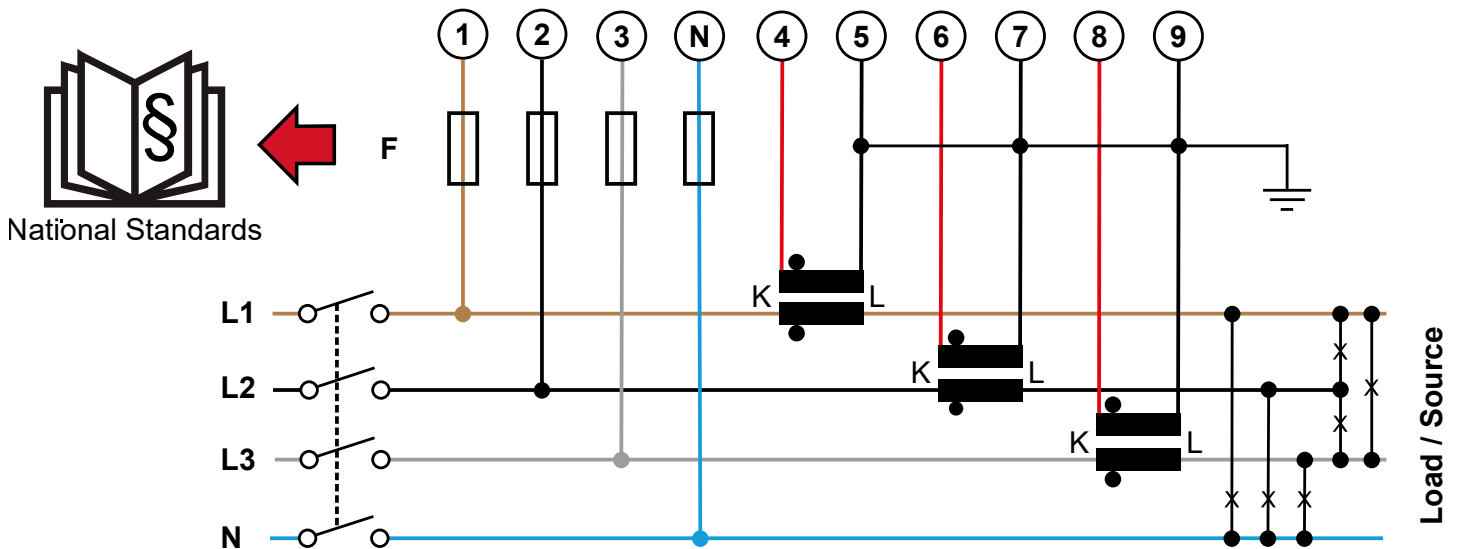 1 2 3 N 4 5 6 7 8 9
§
F
National Standards
K L
L1
K L
L2
K L
L3
N
x
x
x
x x x
Load / Source